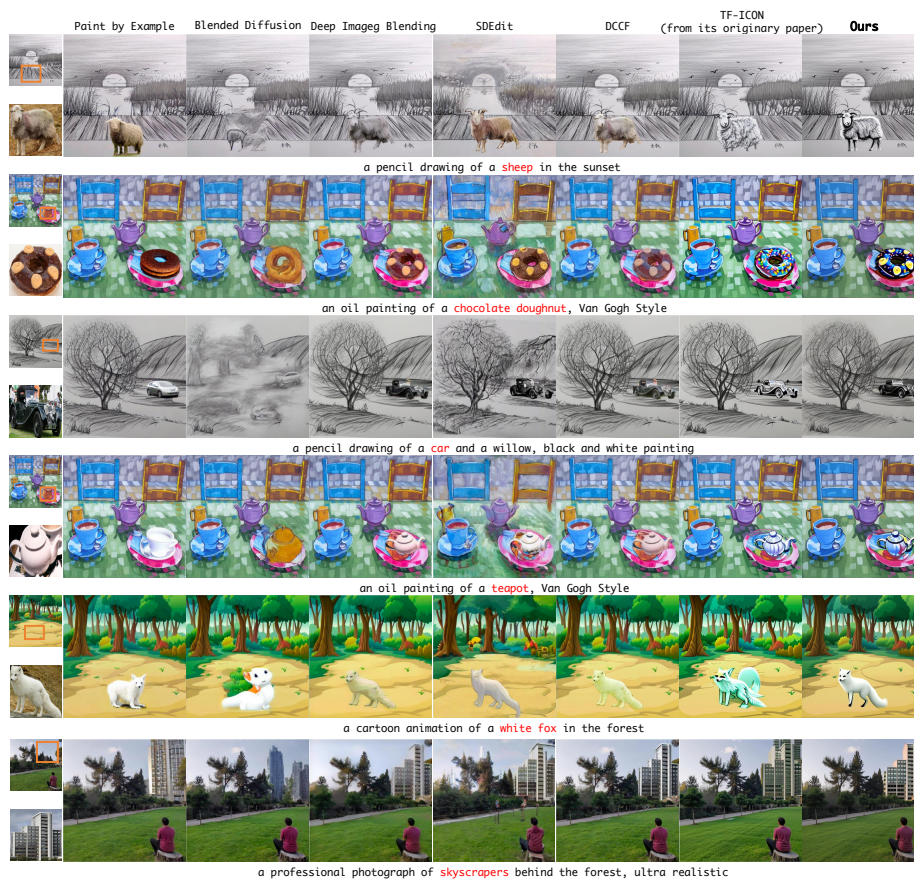 Paint by Example Blended Diffusion Deep Imageg Blending SDEdit DCCF TF-ICON (from its originary paper) Ours
a pencil drawing of a sheep in the sunset
an oil painting of a chocolate doughnut, Van Gogh Style
a pencil drawing of a car and a willow, black and white painting
an oil painting of a teapot, Van Gogh Style
a cartoon animation of a white fox in the forest
a professional photograph of skyscrapers behind the forest, ultra realistic